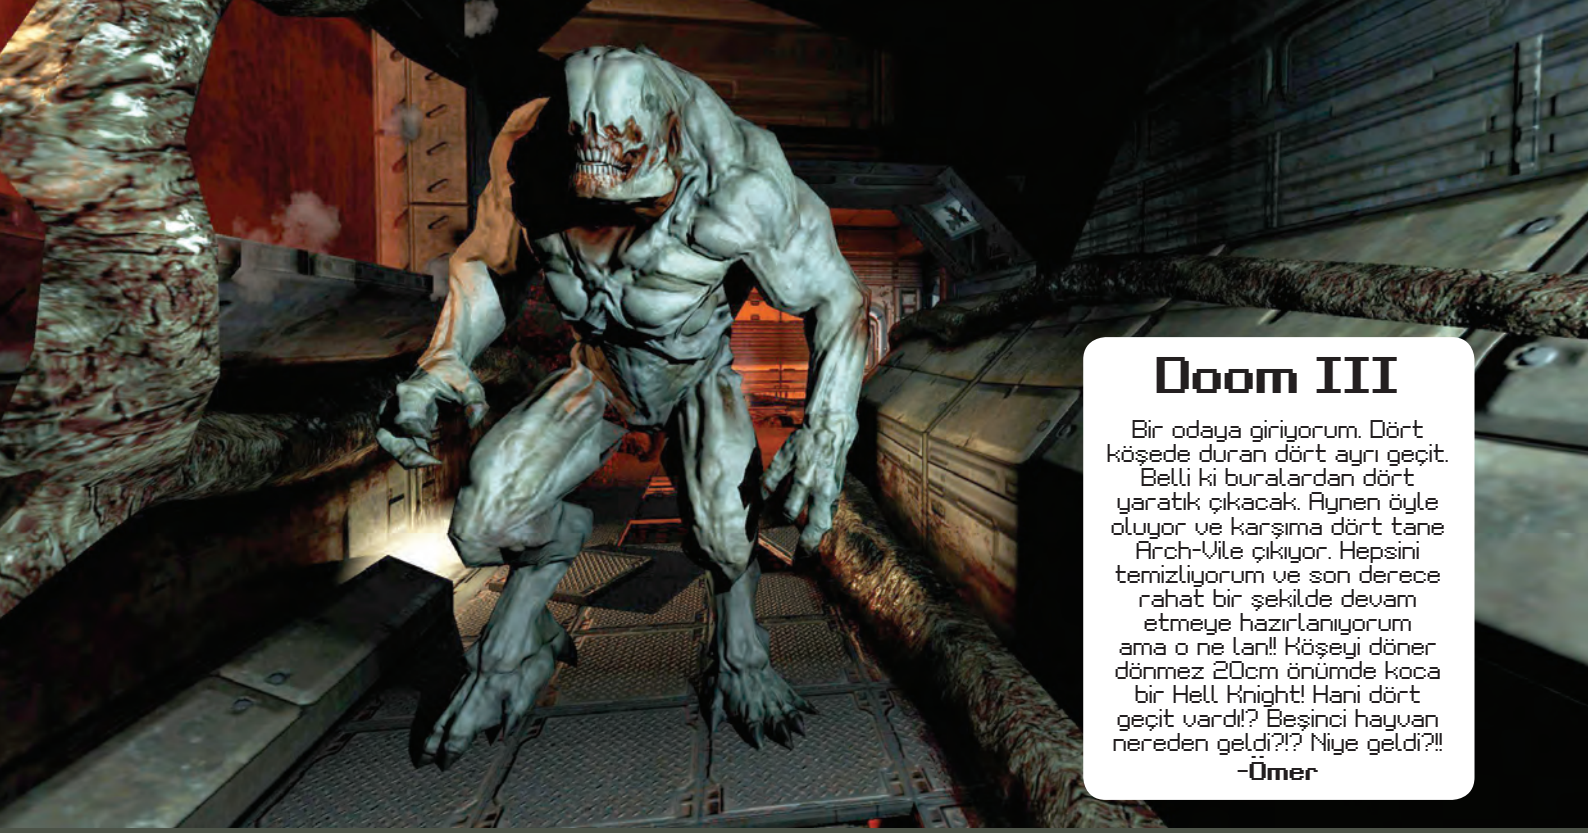 Doom III
Bir odaya giriyorum. Dört
köşede duran dört ayrı geçit.
Belli ki buralardan dört
yaratık çıkacak. Aynen öyle
oluyor ve karşıma dört tane
Arch-Vile çıkıyor. Hepsini
temizliyorum ve son derece
rahat bir şekilde devam
etmeye hazırlanıyorum
ama o ne lan!! Köşeyi döner
dönmez 20cm önümde koca
bir Hell Knight! Hani dört
geçit vardı!? Beşinci hayvan
nereden geldi?!? Niye geldi?!!
-Ömer